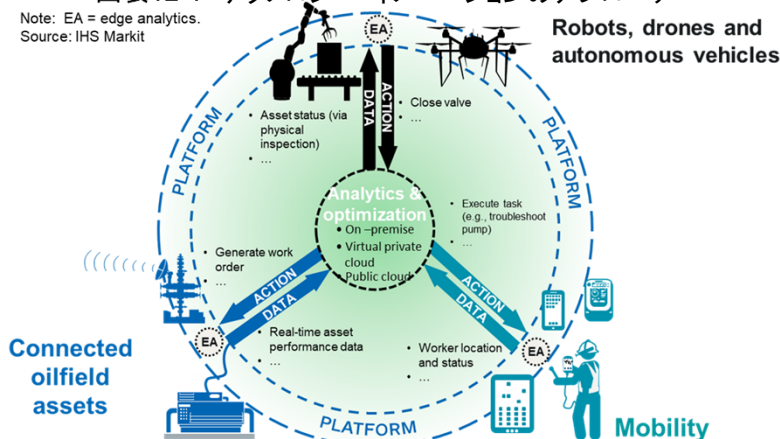 Note: EA = edge analytics.
Source: IHS Markit
EA
Robots, drones and
autonomous vehicles
PLATFORM
PLATFORM
DATA
ACTION
• Asset status (via
physical
inspection)
• ...
• Close valve
• ...
Analytics &
optimization
• On –premise
• Virtual private
cloud
• Public cloud
• Execute task
(e.g., troubleshoot
pump)
• ...
• Generate work
order
• ...
ACTION
DATA
ACTION
DATA
• Real-time asset
performance data
• ...
• Worker location
and status
• ...
EA
EA
Connected
oilfield
assets
PLATFORM
Mobility